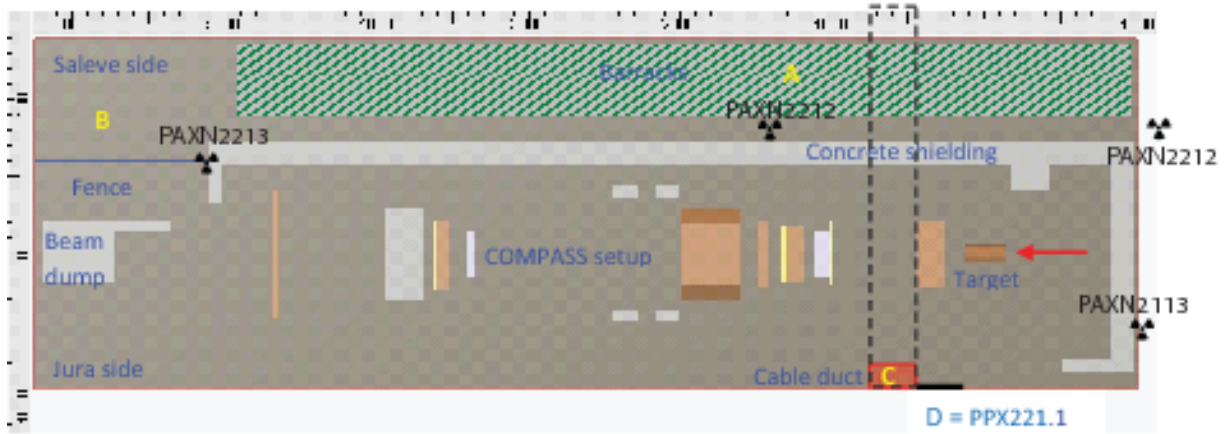 Saleve side
Barracks
A
B
PAXN2212
PAXN2213
Concrete shielding
PAXN2212
Fence
Beam
dump
COMPASS setup
Target
PAXN2113
Jura side
Cable duct
C
D = PPX221.1